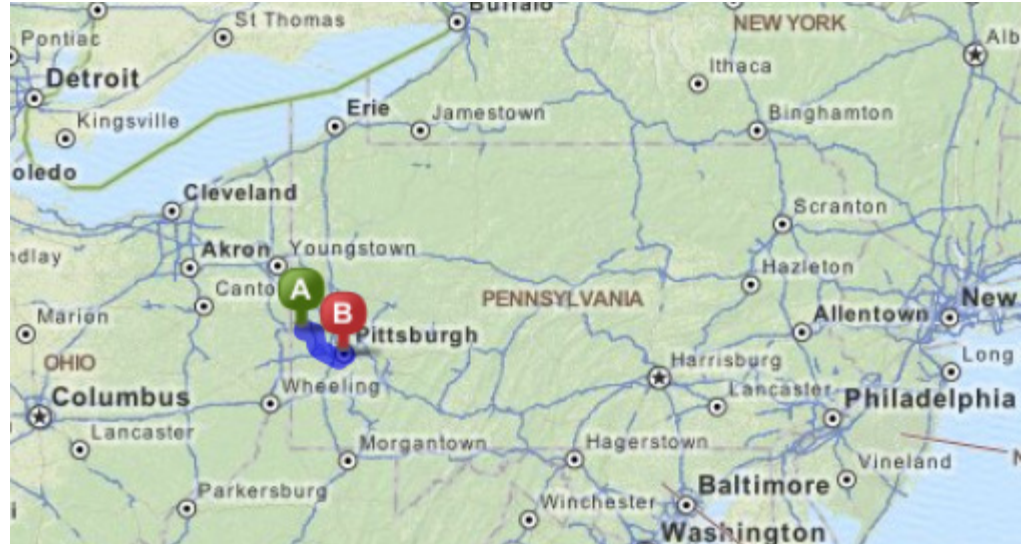 Buffalo
St Thomas
NEW YORK
Pontiac
Alb
Detroit
Ithaca
Erie
Jamestown
Binghamton
Kingsville
oledo
Cleveland
Scranton
ndlay
Akron
Youngstown
Hazleton
Canto
A
PENNSYLVANIA
New
B
Marion
Pittsburgh
Allentown
OHIO
Harrisburg
Long
Wheeling
Lancaster
Columbus
Philadelphia
Lancaster
Morgantown
Hagerstown
N
Vineland
Parkersburg
Baltimore
Winchester
i
Washington